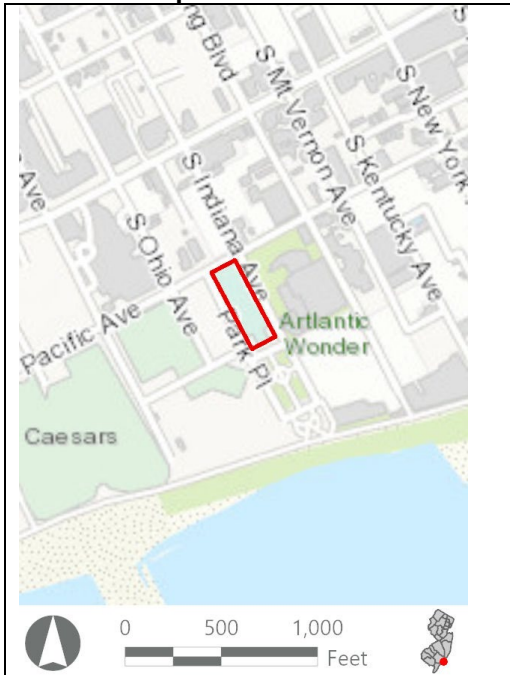 ng Blvd
S
S Mt Vernon Ave
S New York
Ave
S Indiana Ave
S Kentucky Ave
S Ohio Ave
Pacific Ave
Park Pl
Artlantic
Wonder
Caesars
0 500 1,000
Feet